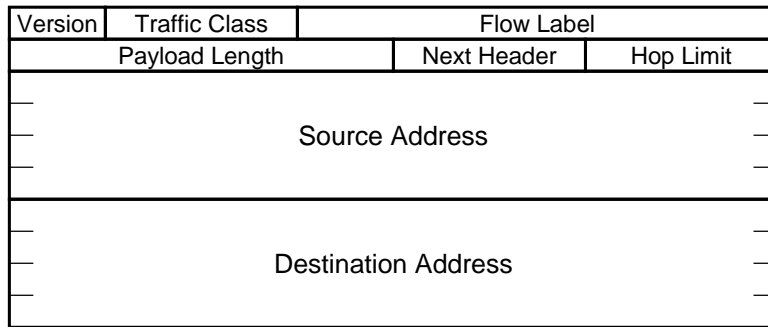 Version Traffic Class Flow Label
Payload Length Next Header Hop Limit
Source Address
Destination Address